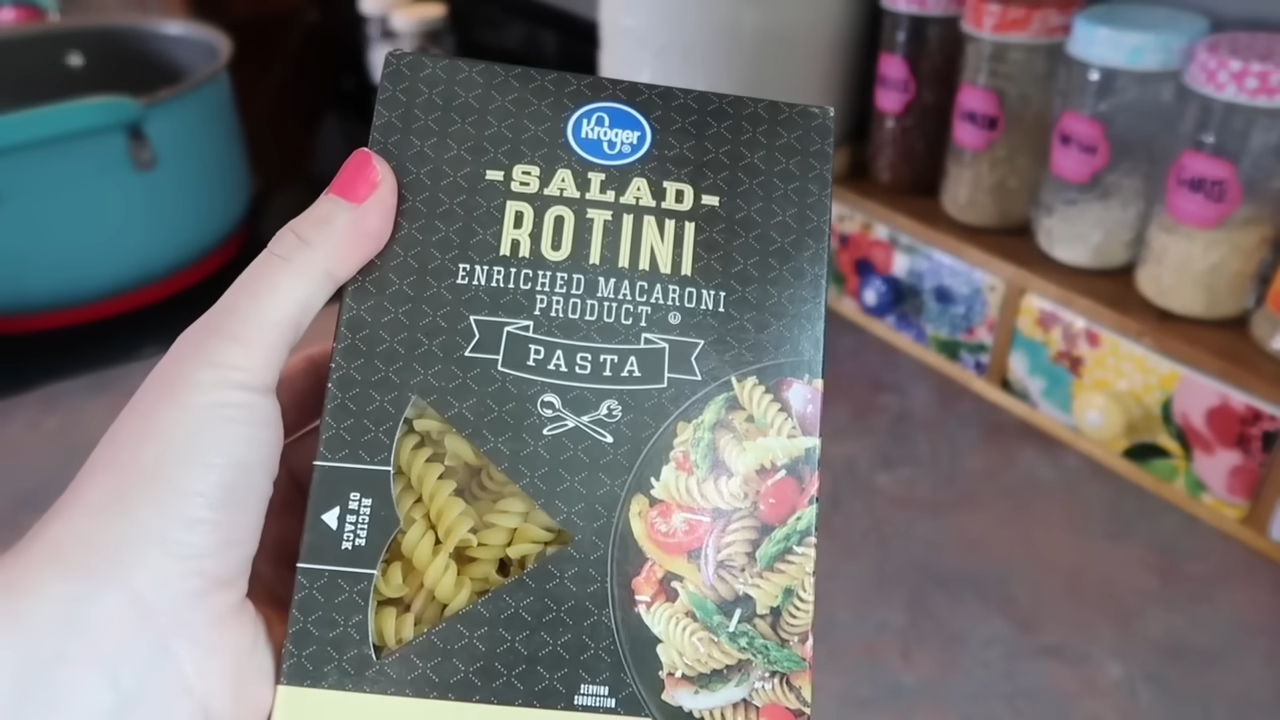 Kroger®
-SALAD-
ROTINI
ENRICHED MACARONI
PRODUCT Ⓤ
PASTA
RECIPE
ON BACK
SERVING
SUGGESTION